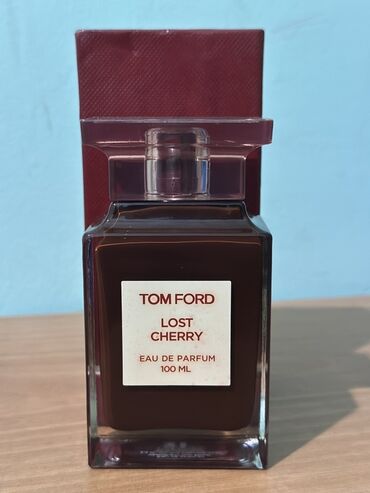 TOM FORD
LOST
CHERRY
EAU DE PARFUM
100 ML